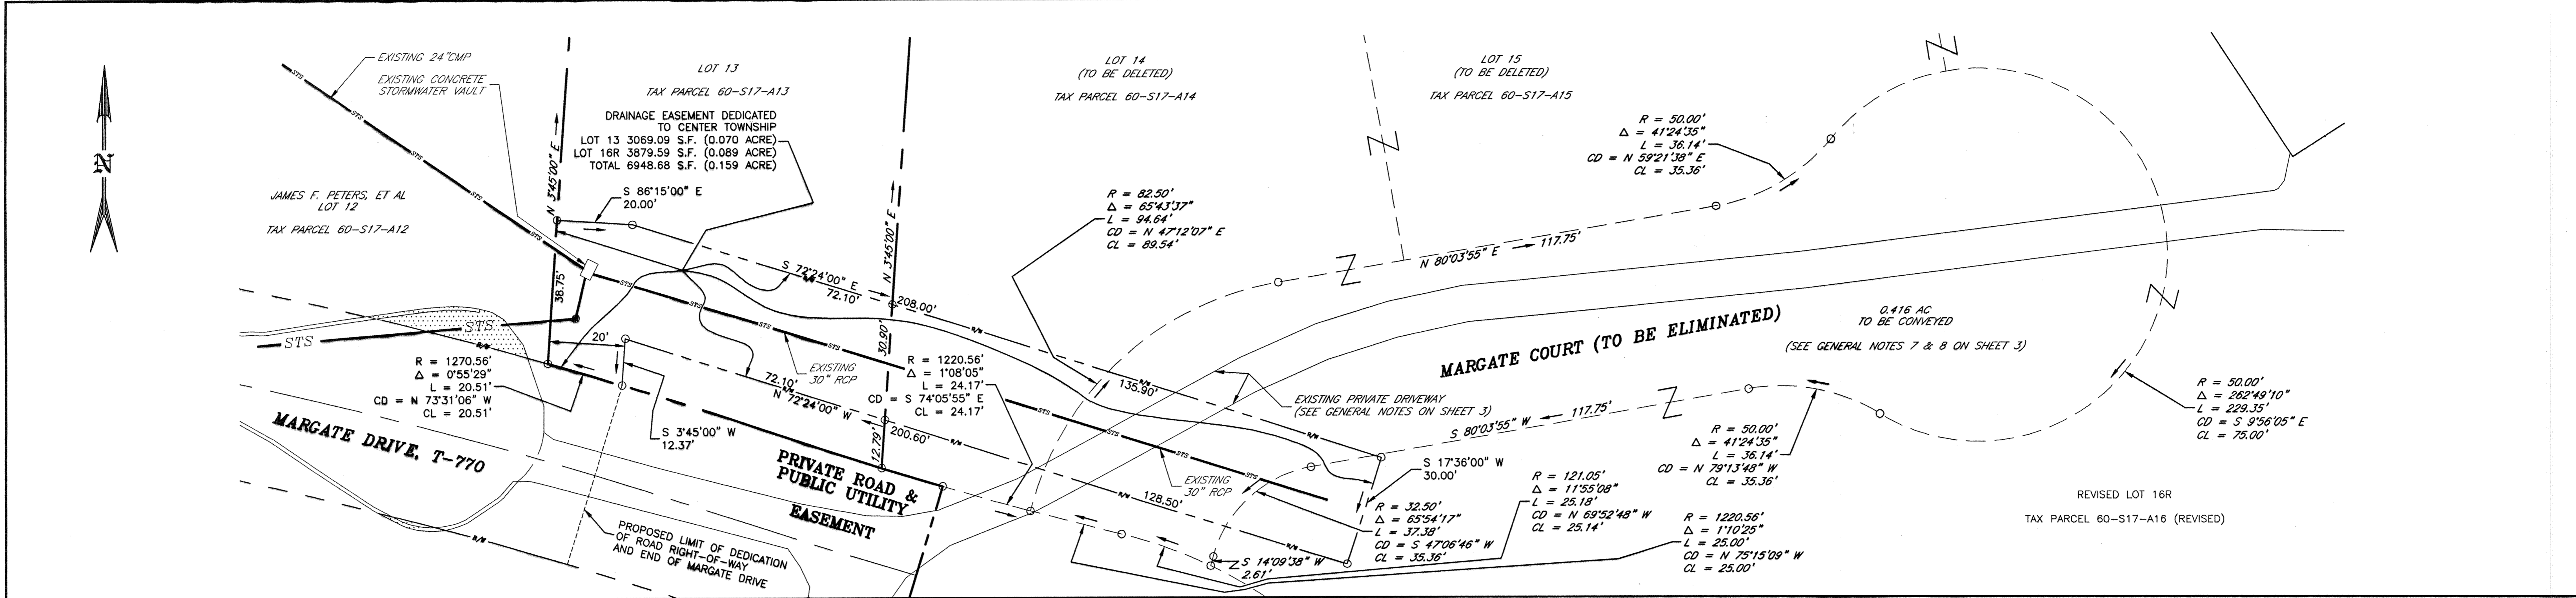 EXISTING 24"CMP
EXISTING CONCRETE
STORMWATER VAULT
STS
N
LOT 13
TAX PARCEL 60-S17-A13
DRAINAGE EASEMENT DEDICATED
TO CENTER TOWNSHIP
LOT 13 3069.09 S.F. (0.070 ACRE)
LOT 16R 3879.59 S.F. (0.089 ACRE)
TOTAL 6948.68 S.F. (0.159 ACRE)
LOT 14
(TO BE DELETED)
TAX PARCEL 60-S17-A14
LOT 15
(TO BE DELETED)
TAX PARCEL 60-S17-A15
R = 50.00'
Δ = 41°24'35"
L = 36.14'
CD = N 59°21'38" E
CL = 35.36'
Z
Z
Z
JAMES F. PETERS, ET AL
LOT 12
TAX PARCEL 60-S17-A12
STS
STS
STS
N 3°45'00" E
S 86°15'00" E
20.00'
N 3°45'00" E
R = 82.50'
Δ = 65°43'37"
L = 94.64'
CD = N 47°12'07" E
CL = 89.54'
N 80°03'55" E
117.75'
Z
S 72°24'00" E
R/W
72.10'
208.00'
38.75'
STS
STS
STS
R/W
STS
STS
STS
20'
30.90'
EXISTING
30" RCP
R = 1270.56'
Δ = 0°55'29"
L = 20.51'
CD = N 73°31'06" W
CL = 20.51'
R = 1220.56'
Δ = 1°08'05"
L = 24.17'
CD = S 74°05'55" E
CL = 24.17'
72.10'
R/W
N 72°24'00" W
135.90'
R/W
STS
EXISTING PRIVATE DRIVEWAY
(SEE GENERAL NOTES ON SHEET 3)
MARGATE COURT (TO BE ELIMINATED)
0.416 AC
TO BE CONVEYED
(SEE GENERAL NOTES 7 & 8 ON SHEET 3)
R = 50.00'
Δ = 262°49'10"
L = 229.35'
CD = S 9°56'05" E
CL = 75.00'
Z
Z
S 80°03'55" W
117.75'
R = 50.00'
Δ = 41°24'35"
L = 36.14'
CD = N 79°13'48" W
CL = 35.36'
MARGATE DRIVE, T-770
S 3°45'00" W
12.37'
12.79'
200.60'
R/W
STS
STS
EXISTING
30" RCP
S 17°36'00" W
30.00'
PRIVATE ROAD &
PUBLIC UTILITY
EASEMENT
128.50'
R/W
R = 32.50'
Δ = 65°54'17"
L = 37.38'
CD = S 47°06'46" W
CL = 35.36'
R = 121.05'
Δ = 11°55'08"
L = 25.18'
CD = N 69°52'48" W
CL = 25.14'
R = 1220.56'
Δ = 1°10'25"
L = 25.00'
CD = N 75°15'09" W
CL = 25.00'
REVISED LOT 16R
TAX PARCEL 60-S17-A16 (REVISED)
R/W
PROPOSED LIMIT OF DEDICATION
OF ROAD RIGHT-OF-WAY
AND END OF MARGATE DRIVE
S 14°09'38" W
2.61'
Z